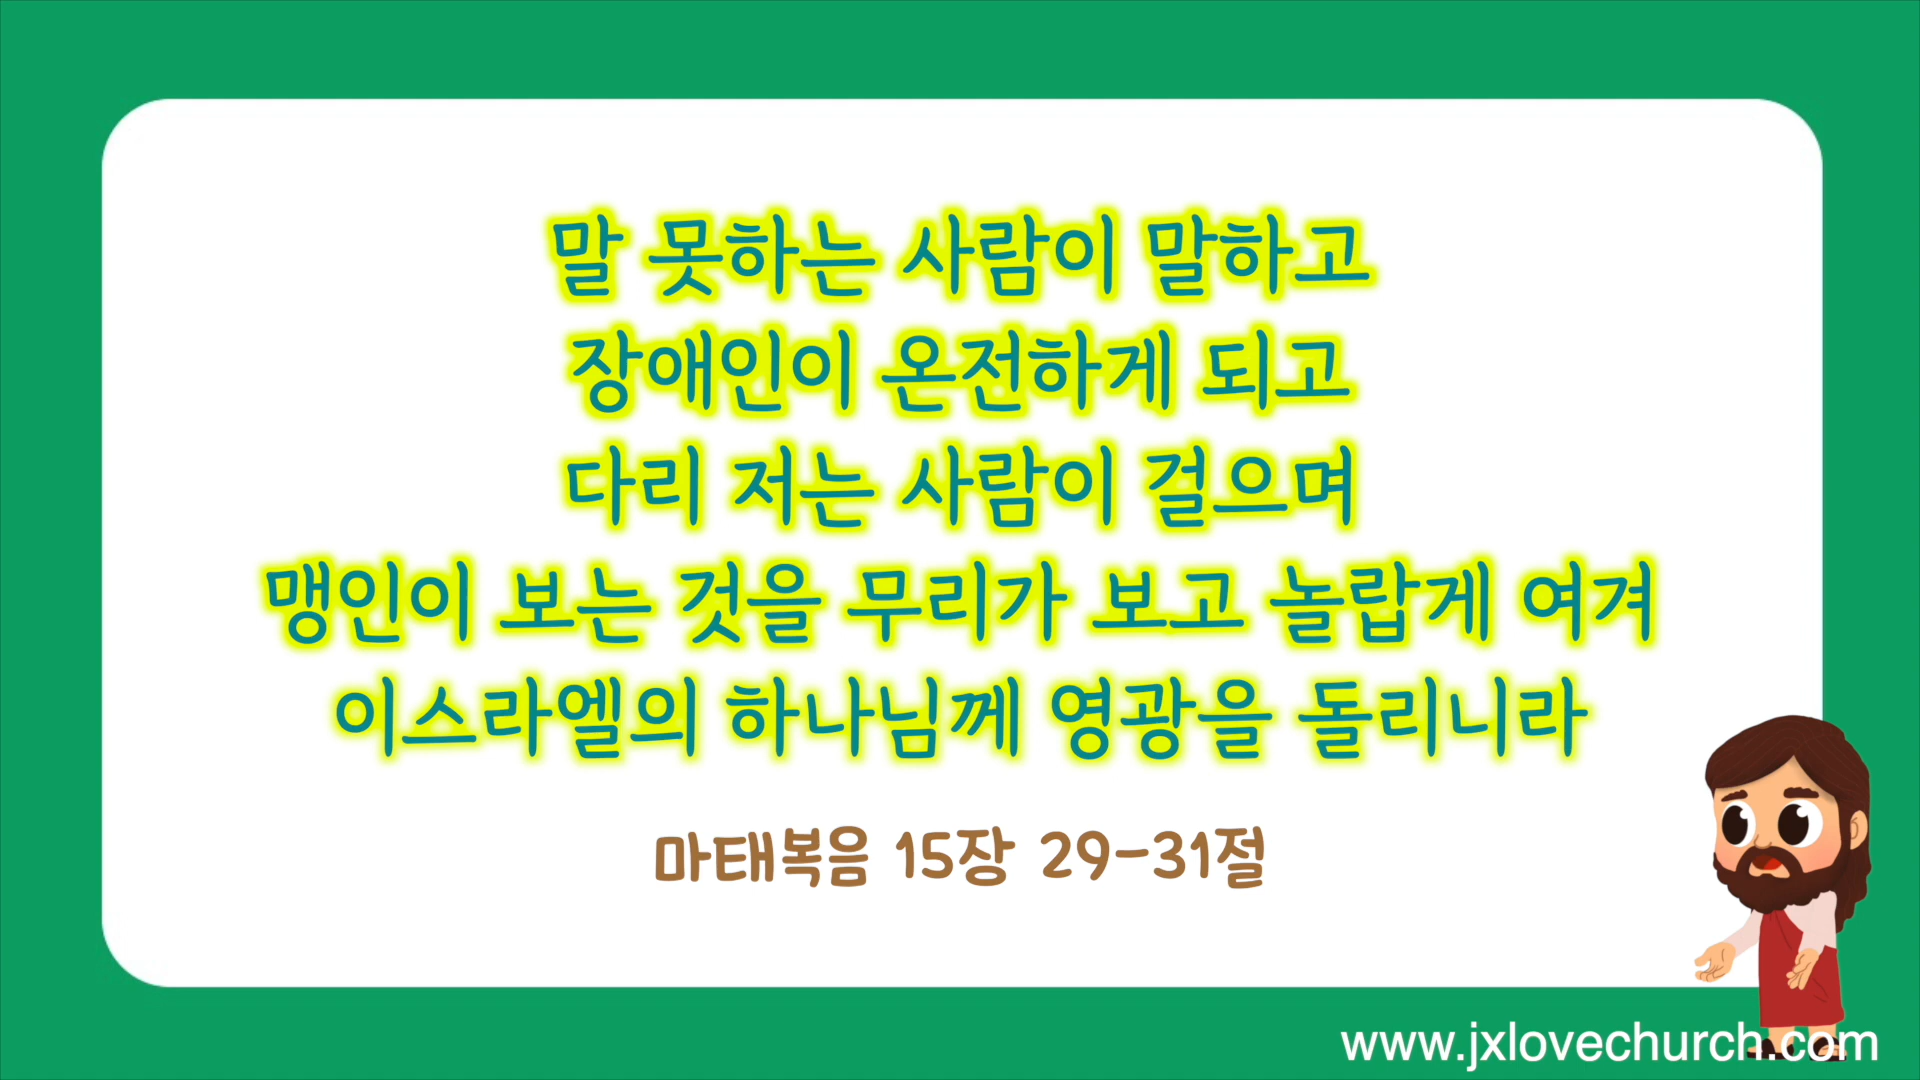 말 못하는 사람이 말하고
장애인이 온전하게 되고
다리 저는 사람이 걸으며
맹인이 보는 것을 무리가 보고 놀랍게 여겨
이스라엘의 하나님께 영광을 돌리니라
마태복음 15장 29-31절
www.jxlovechurch.com